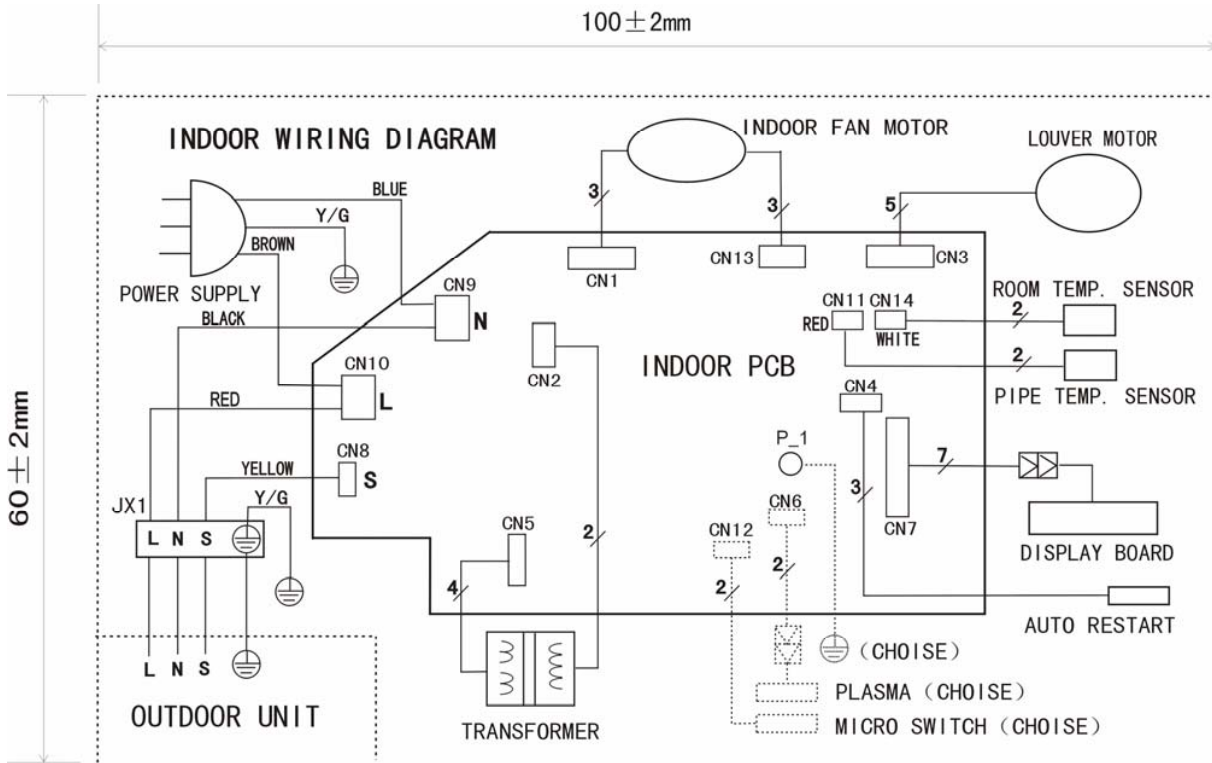 100±2mm
60±2mm
INDOOR WIRING DIAGRAM
INDOOR FAN MOTOR
LOUVER MOTOR
BLUE
Y/G
BROWN
POWER SUPPLY
BLACK
RED
YELLOW
Y/G
JX1
L N S
L N S
OUTDOOR UNIT
CN9
N
CN10
L
CN8
S
3
CN1
3
CN13
5
CN3
CN11
RED
CN14
WHITE
2
ROOM TEMP. SENSOR
2
PIPE TEMP. SENSOR
INDOOR PCB
CN2
2
CN5
4
TRANSFORMER
CN4
3
CN7
7
DISPLAY BOARD
AUTO RESTART
P_1
(CHOISE)
CN6
2
PLASMA (CHOISE)
CN12
2
MICRO SWITCH (CHOISE)